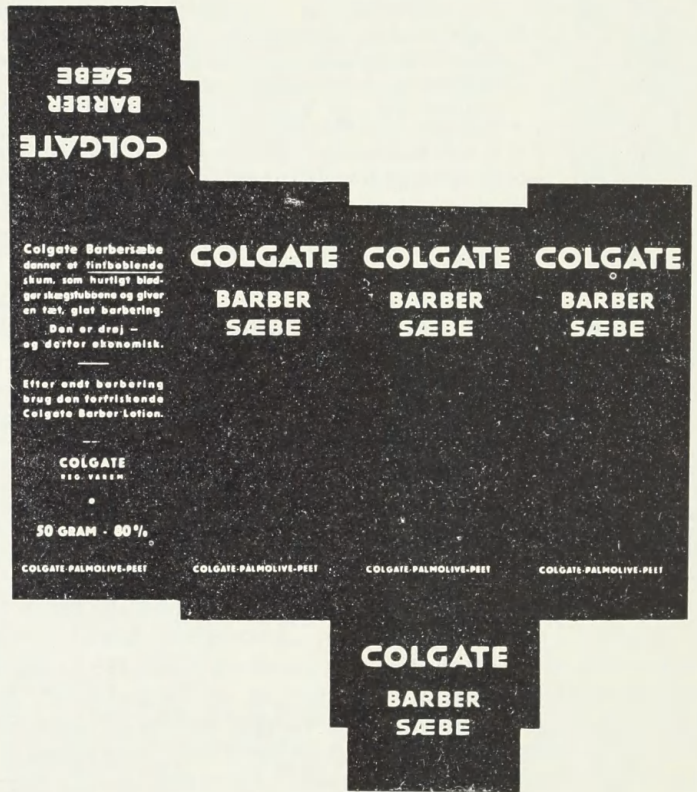 COLGATE
BARBER
SÆBE
Colgate Barbersæbe
danner et finfboblende
skum, som hurtigt blød-
gør skægstubbene og giver
en tæt, glat barbering.
Den er drøj –
og derfor økonomisk.
Efter endt barbering
brug den forfriskende
Colgate Barber Lotion.
COLGATE
REG. VAREM
50 GRAM - 80%
COLGATE-PALMOLIVE-PEET
COLGATE
BARBER
SÆBE
COLGATE-PALMOLIVE-PEET
COLGATE
BARBER
SÆBE
COLGATE-PALMOLIVE-PEET
COLGATE
BARBER
SÆBE
COLGATE-PALMOLIVE-PEET
COLGATE
BARBER
SÆBE